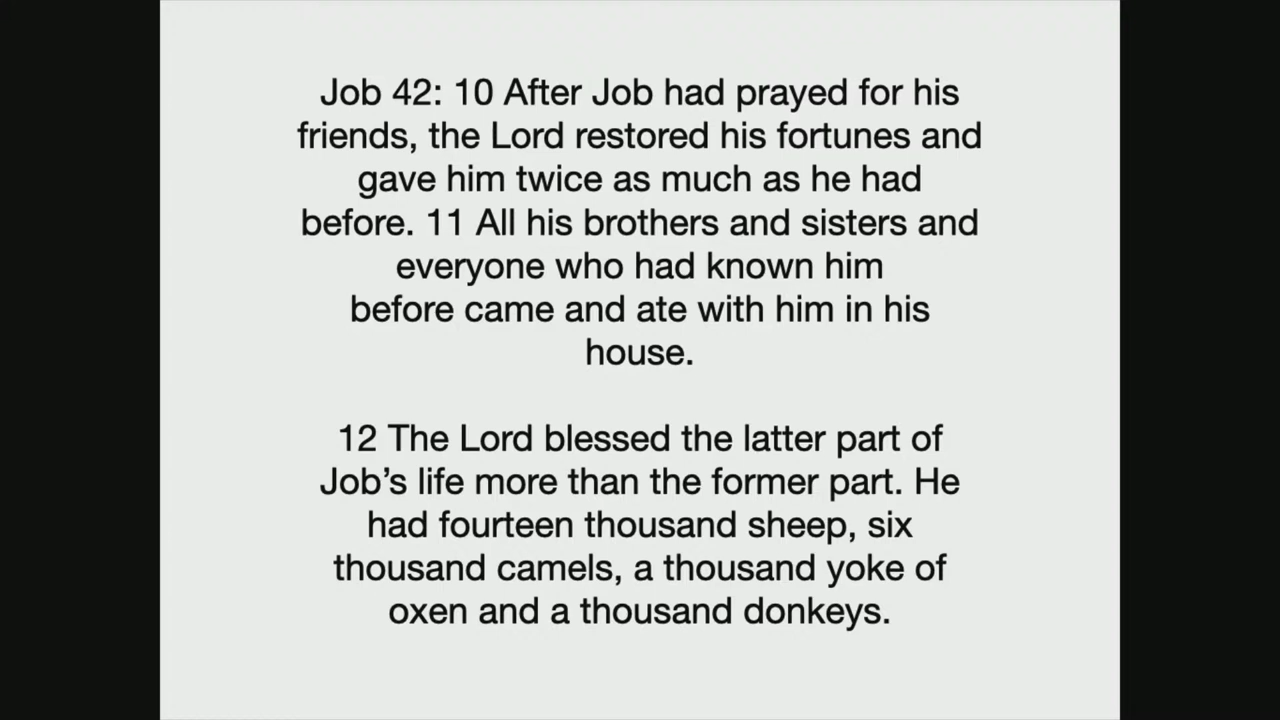 Job 42: 10 After Job had prayed for his
friends, the Lord restored his fortunes and
gave him twice as much as he had
before. 11 All his brothers and sisters and
everyone who had known him
before came and ate with him in his
house.
12 The Lord blessed the latter part of
Job’s life more than the former part. He
had fourteen thousand sheep, six
thousand camels, a thousand yoke of
oxen and a thousand donkeys.